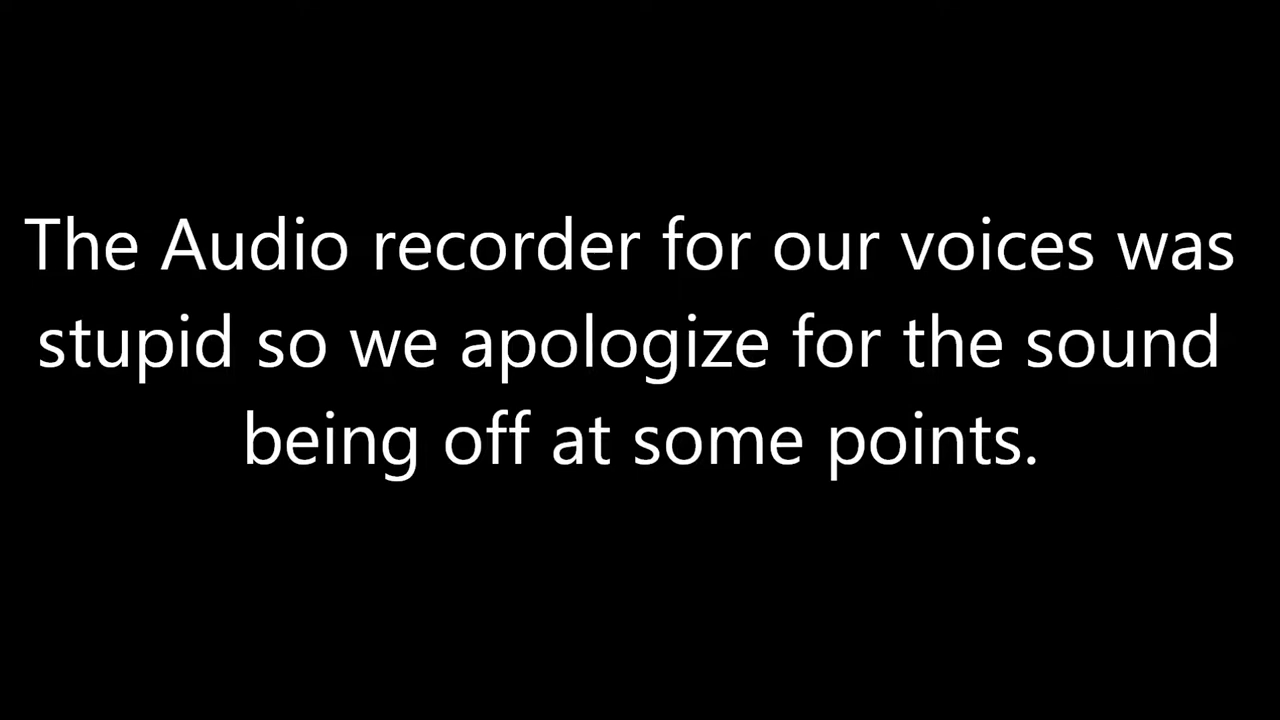 The Audio recorder for our voices was
stupid so we apologize for the sound
being off at some points.